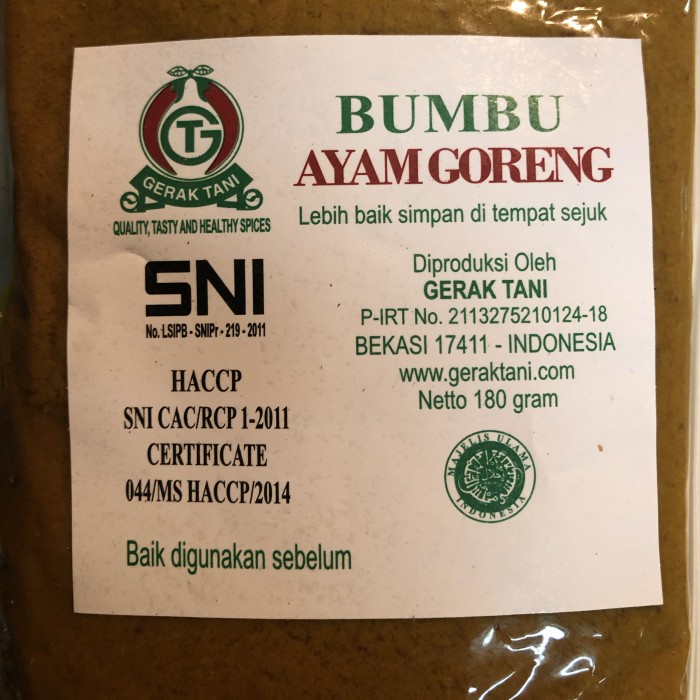 TG
GERAK TANI
QUALITY, TASTY AND HEALTHY SPICES
BUMBU
AYAM GORENG
Lebih baik simpan di tempat sejuk
SNI
No. LSIPB - SNIPr - 219 - 2011
HACCP
SNI CAC/RCP 1-2011
CERTIFICATE
044/MS HACCP/2014
Diproduksi Oleh
GERAK TANI
P-IRT No. 2113275210124-18
BEKASI 17411 - INDONESIA
www.geraktani.com
Netto 180 gram
MAJELIS ULAMA
INDONESIA
حلال
Baik digunakan sebelum